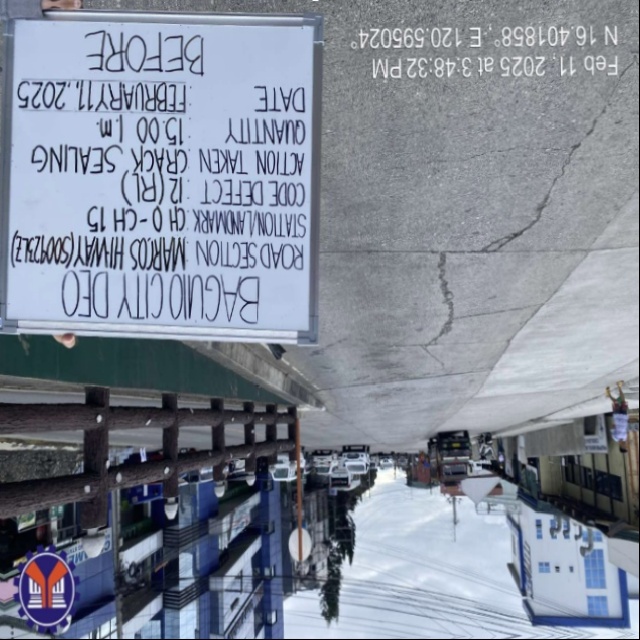 BAGUIO CITY DEO
ROAD SECTION : MARCOS HIWAY (S00129LZ)
STATION/LANDMARK: CH 0 - CH 15
CODE DEFECT : 12 (RL)
ACTION TAKEN : CRACK SEALING
QUANTITY : 15.00 l.m.
DATE : FEBRUARY 11, 2025
BEFORE
Feb 11, 2025 at 3:48:32 PM
N 16.401858°, E 120.595024°